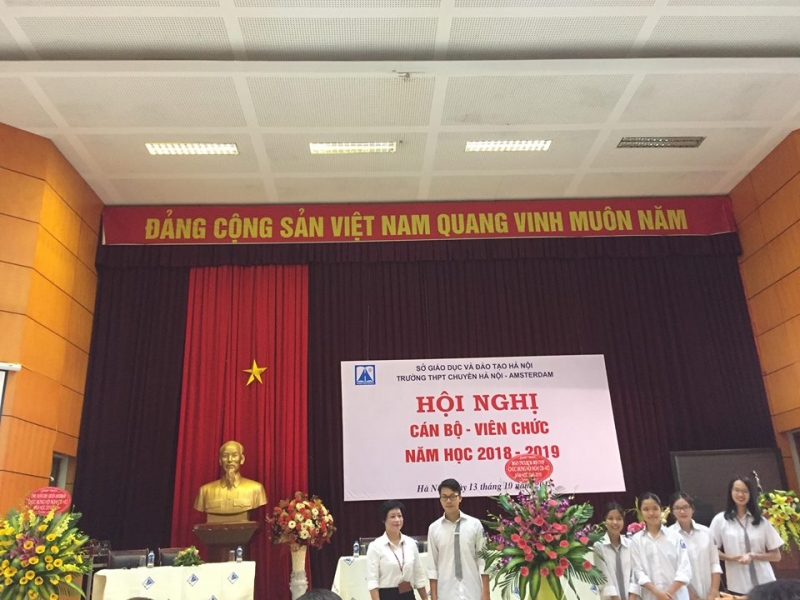 ĐẢNG CỘNG SẢN VIỆT NAM QUANG VINH MUÔN NĂM
SỞ GIÁO DỤC VÀ ĐÀO TẠO HÀ NỘI
TRƯỜNG THPT CHUYÊN HÀ NỘI - AMSTERDAM
HỘI NGHỊ
CÁN BỘ - VIÊN CHỨC
NĂM HỌC 2018 - 2019
Hà N 13 tháng 10